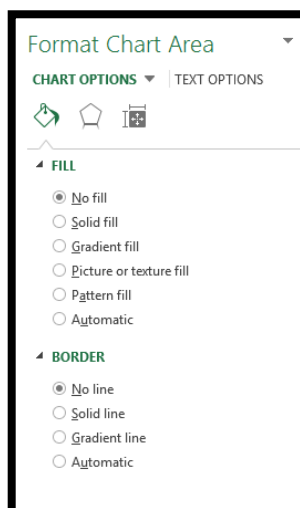 Format Chart Area
CHART OPTIONS TEXT OPTIONS
FILL
No fill
Solid fill
Gradient fill
Picture or texture fill
Pattern fill
Automatic
BORDER
No line
Solid line
Gradient line
Automatic